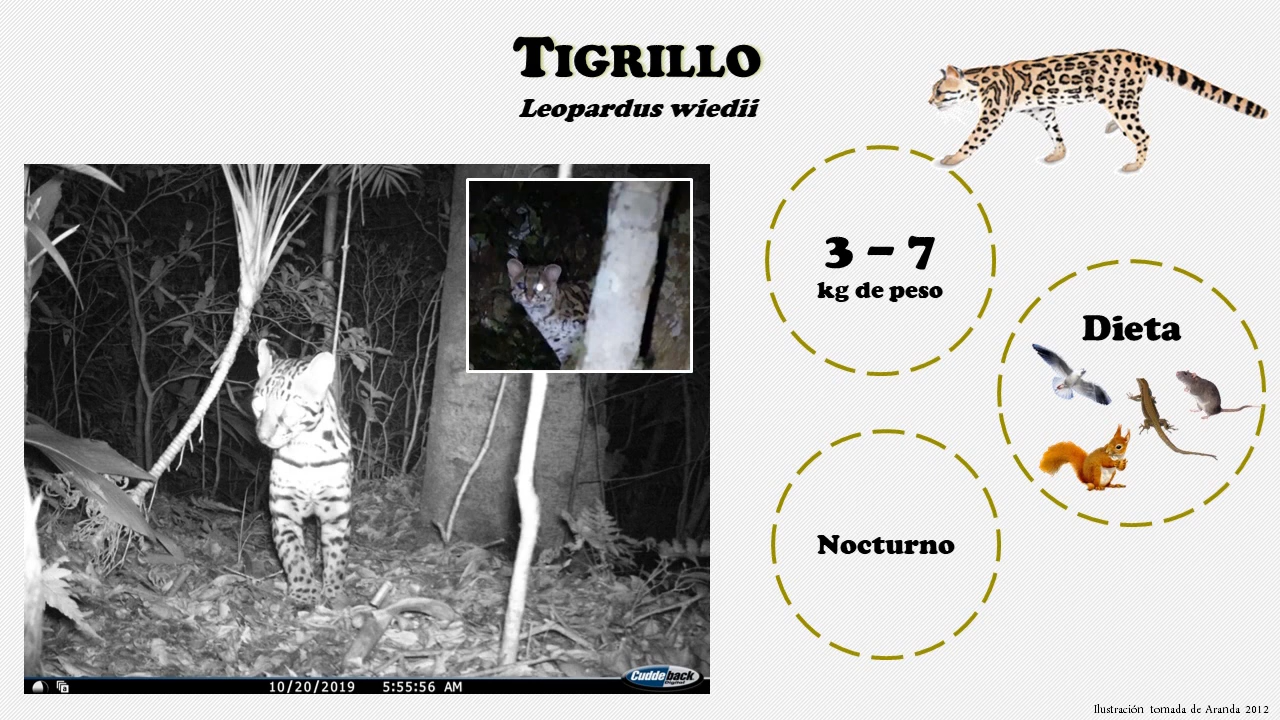 TIGRILLO
Leopardus wiedii
3 – 7
kg de peso
Dieta
Nocturno
10/20/2019 5:55:56 AM
Cuddeback
Digital
Ilustración tomada de Aranda 2012